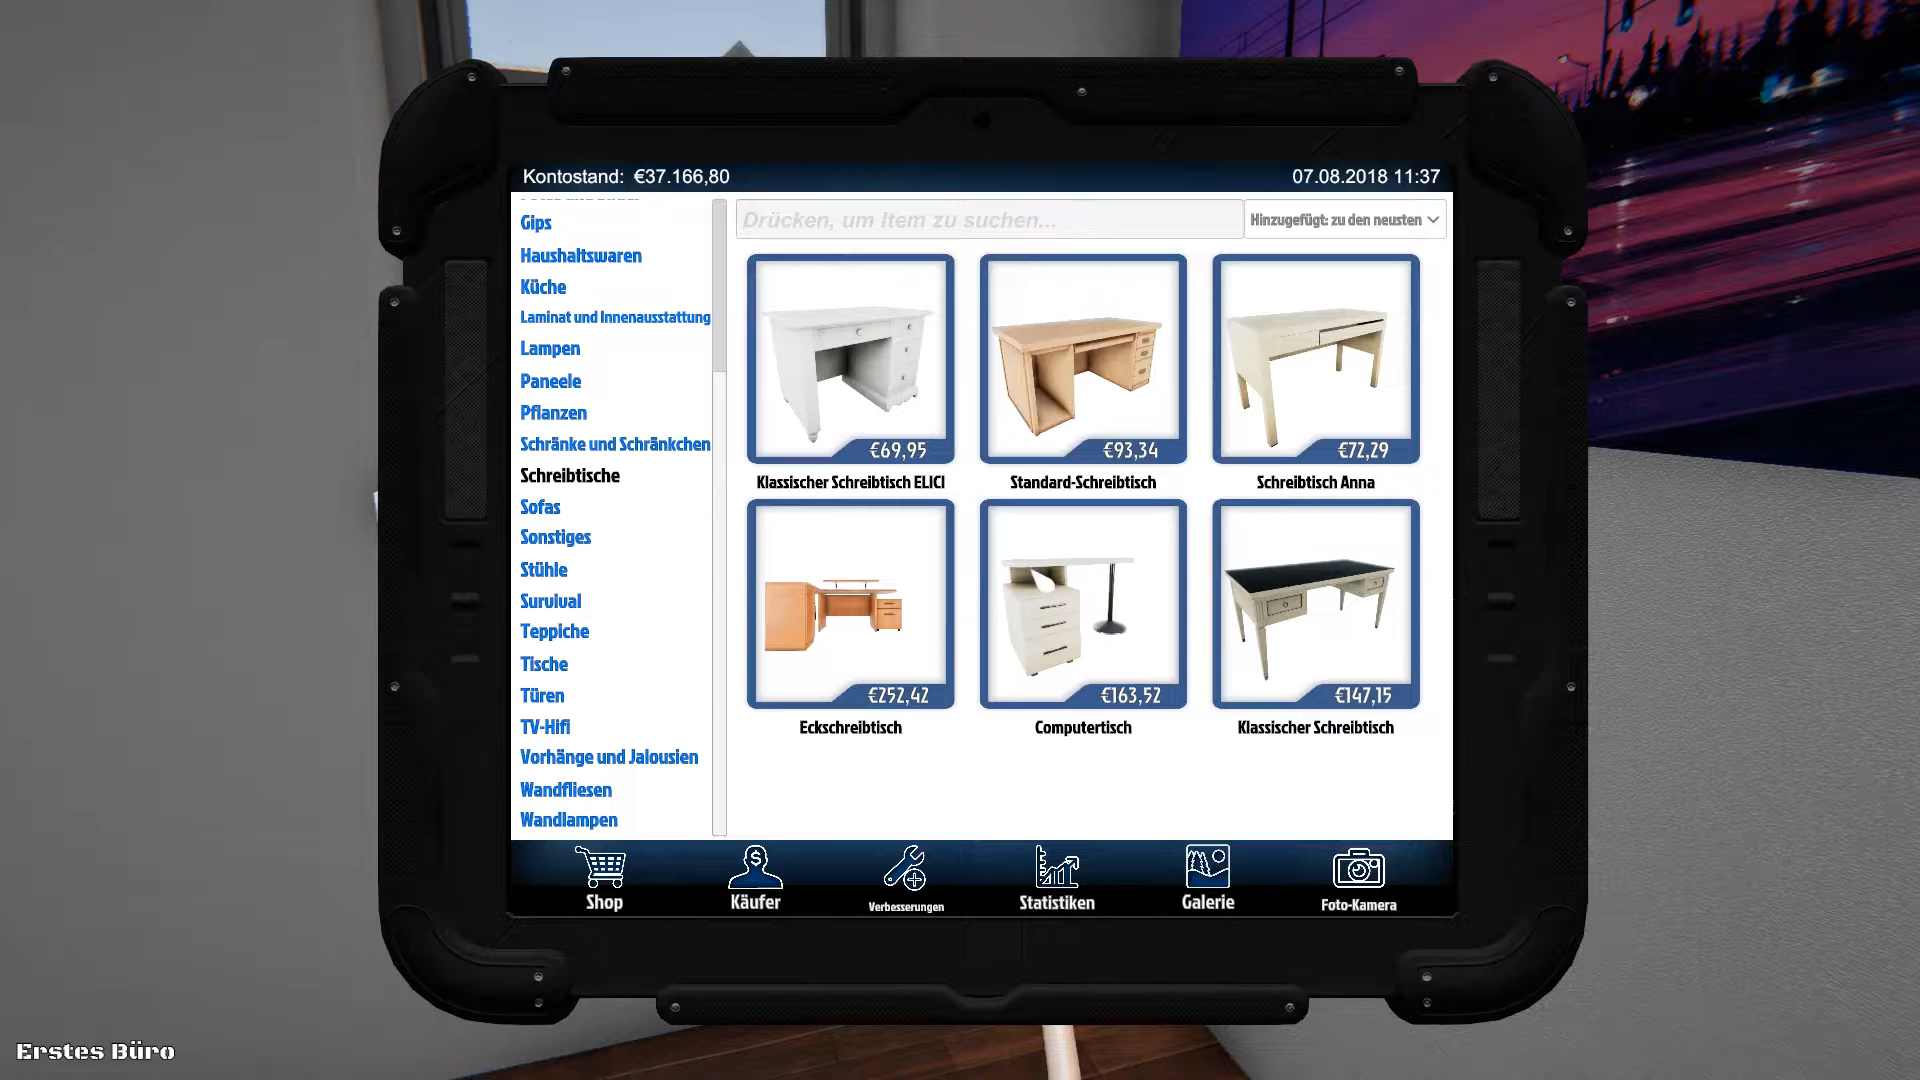 Kontostand: €37.166,80
07.08.2018 11:37
Gips
Haushaltswaren
Küche
Laminat und Innenausstattung
Lampen
Paneele
Pflanzen
Schränke und Schränkchen
Schreibtische
Sofas
Sonstiges
Stühle
Survival
Teppiche
Tische
Türen
TV-Hifi
Vorhänge und Jalousien
Wandfliesen
Wandlampen
Drücken, um Item zu suchen...
Hinzugefügt: zu den neusten
€69,95
€93,34
€72,29
Klassischer Schreibtisch ELICI
Standard-Schreibtisch
Schreibtisch Anna
€252,42
€163,52
€147,15
Eckschreibtisch
Computertisch
Klassischer Schreibtisch
Shop
Käufer
Verbesserungen
Statistiken
Galerie
Foto-Kamera
Erstes Büro